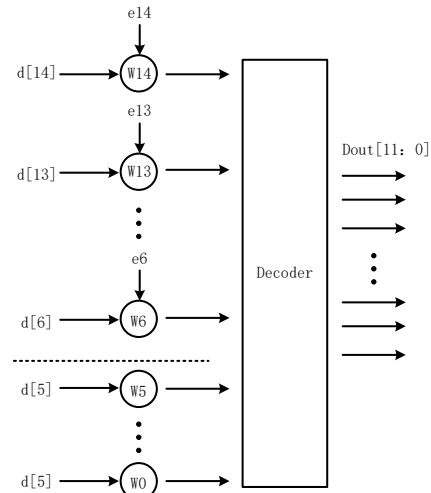 e14
d[14] W14
e13
Dout[11: 0]
d[13] W13
e6
Decoder
d[6] W6
d[5] W5
d[5] W0